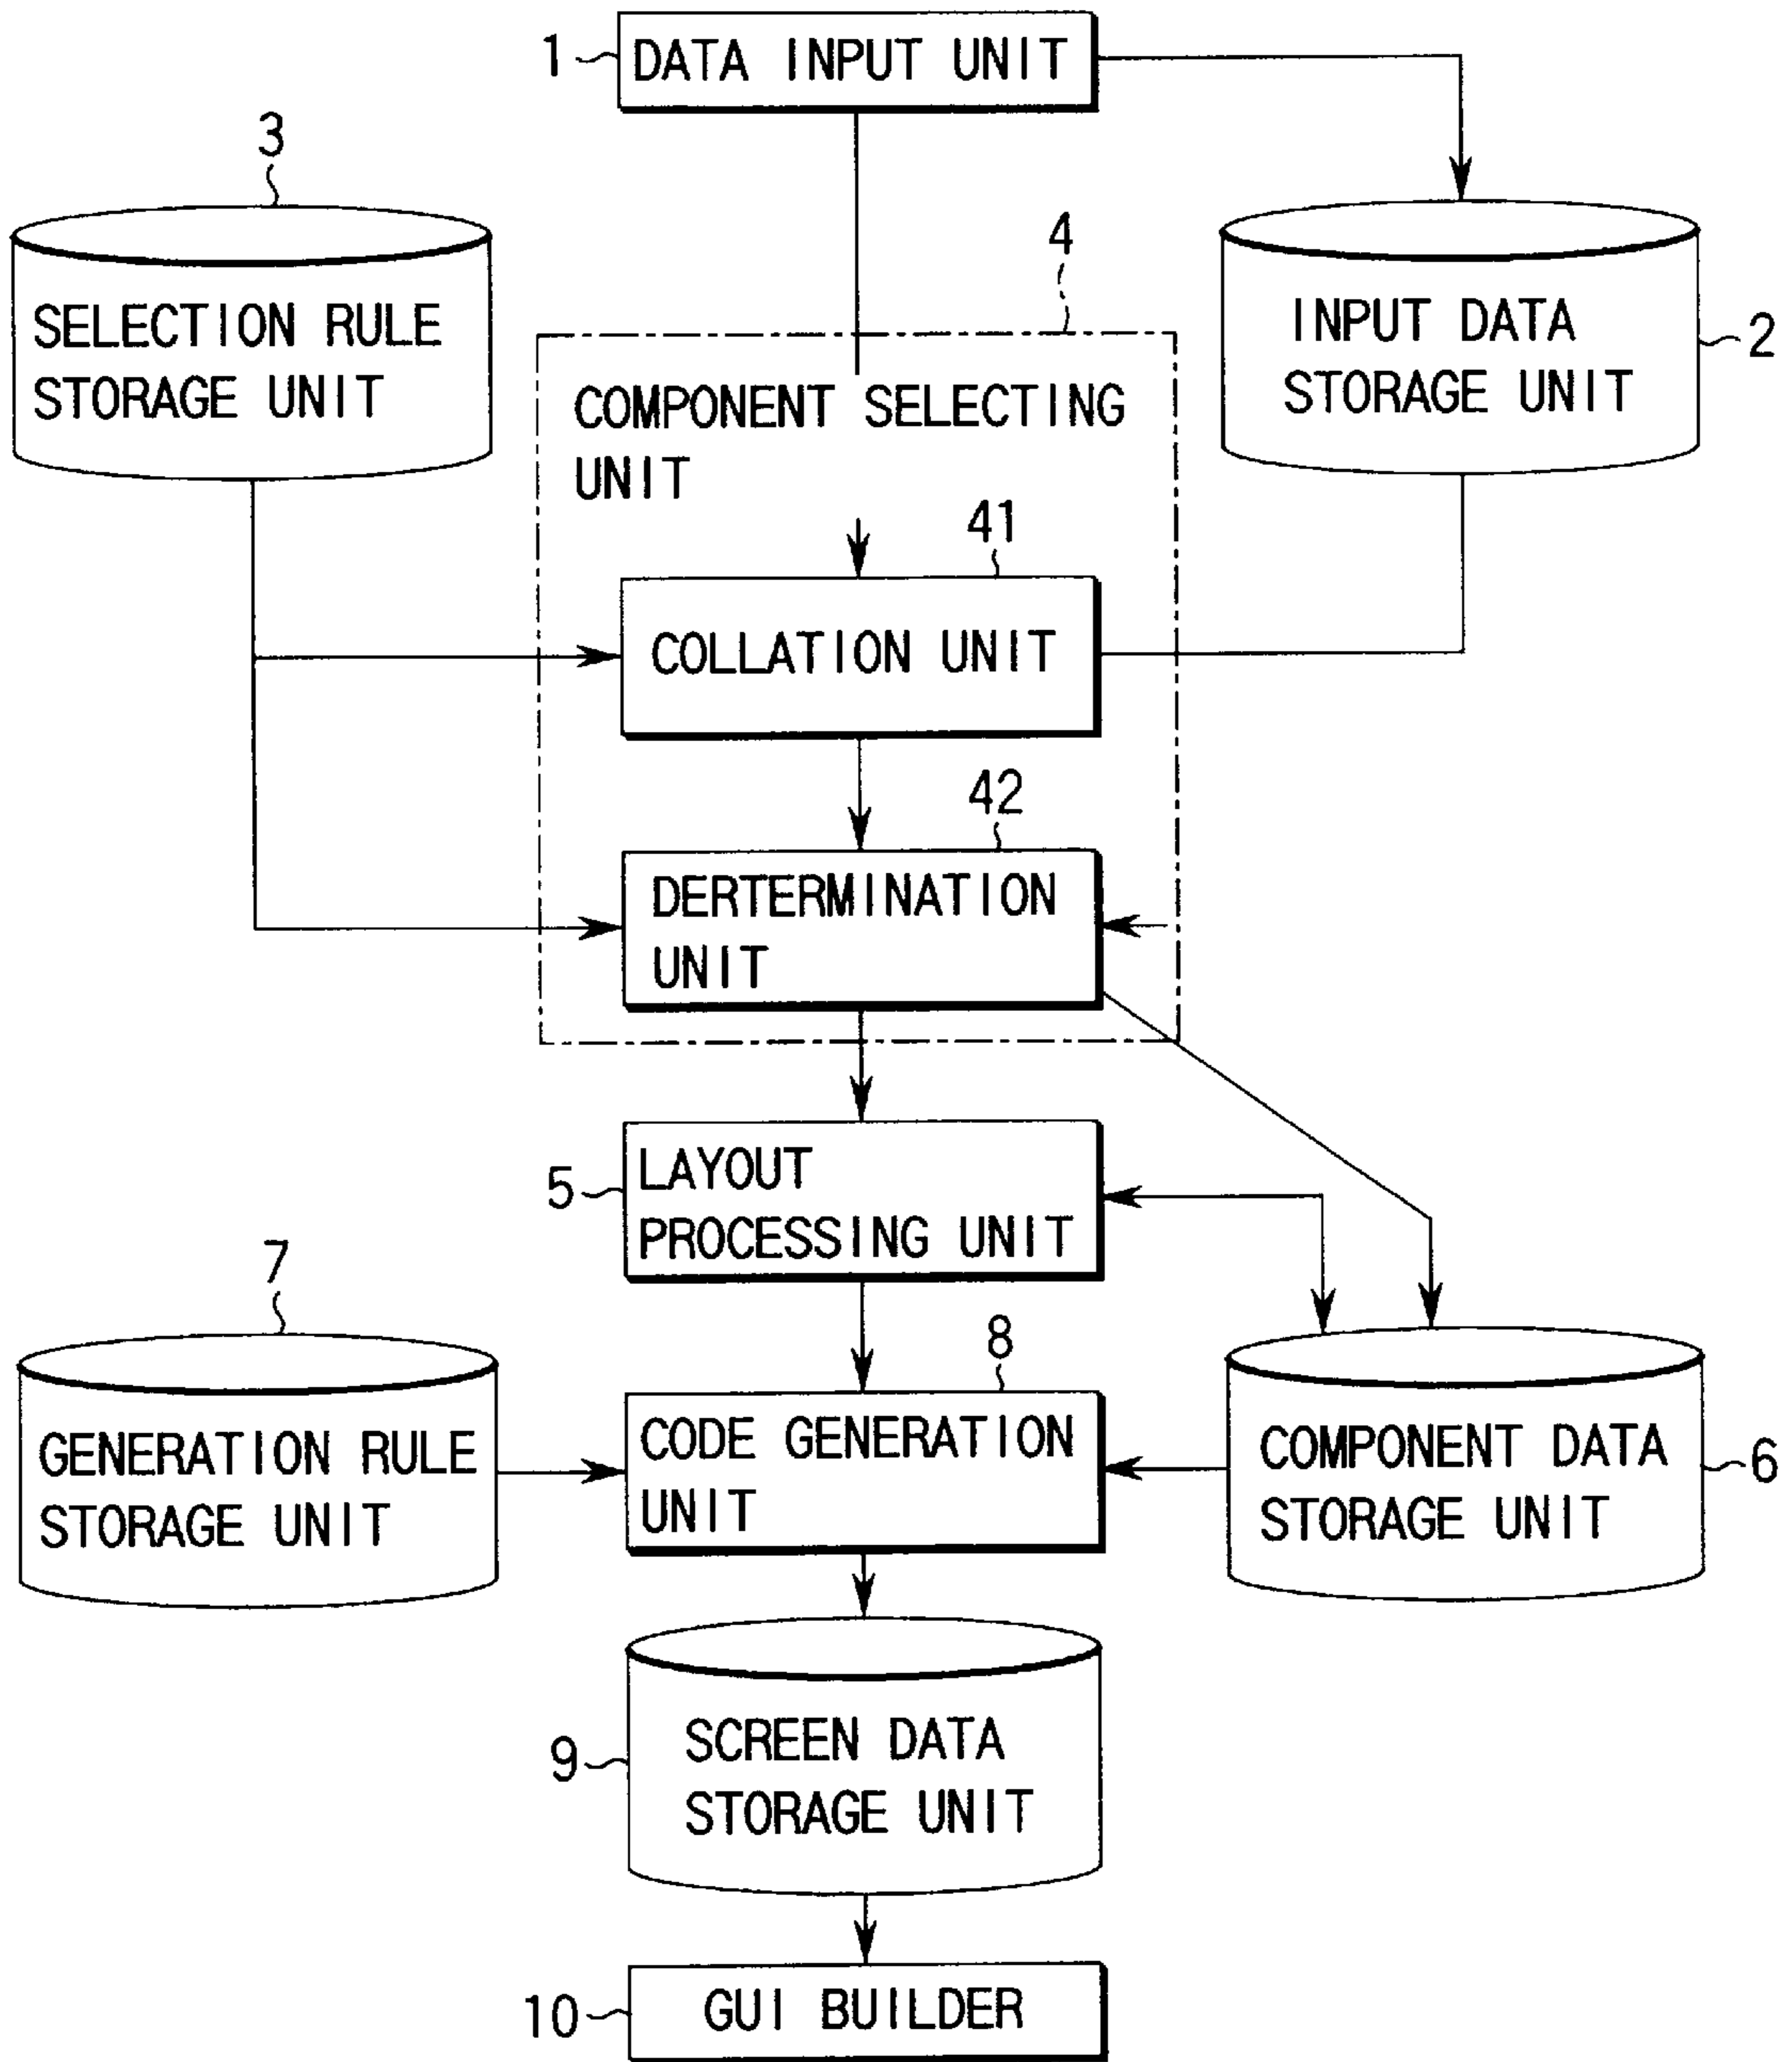 1
DATA INPUT UNIT
3
SELECTION RULE
STORAGE UNIT
4
INPUT DATA
STORAGE UNIT
2
COMPONENT SELECTING
UNIT
41
COLLATION UNIT
42
DERTERMINATION
UNIT
5
LAYOUT
PROCESSING UNIT
7
GENERATION RULE
STORAGE UNIT
8
CODE GENERATION
UNIT
COMPONENT DATA
STORAGE UNIT
6
9
SCREEN DATA
STORAGE UNIT
10
GUI BUILDER